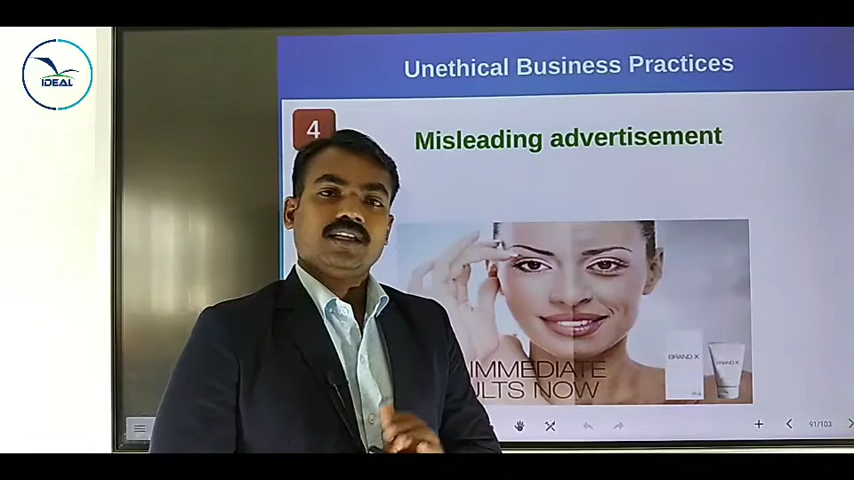 IDEAL
Unethical Business Practices
4
Misleading advertisement
BRAND X
BRAND X
IMMEDIATE
ULTS NOW
91/103